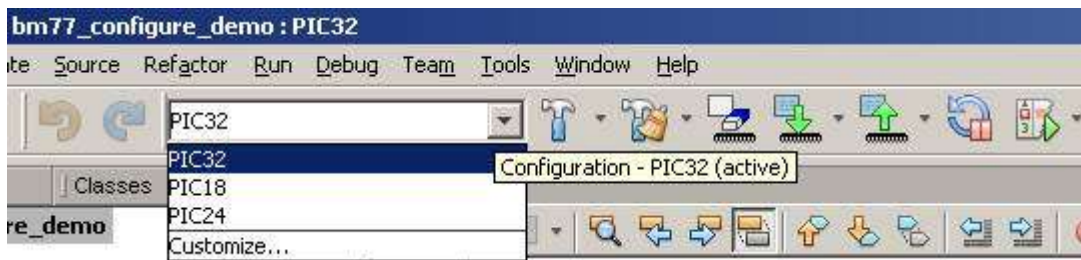 bm77_configure_demo : PIC32
te Source Refactor Run Debug Team Tools Window Help
PIC32
PIC32
Configuration - PIC32 (active)
Classes
PIC18
PIC24
re_demo
Customize...